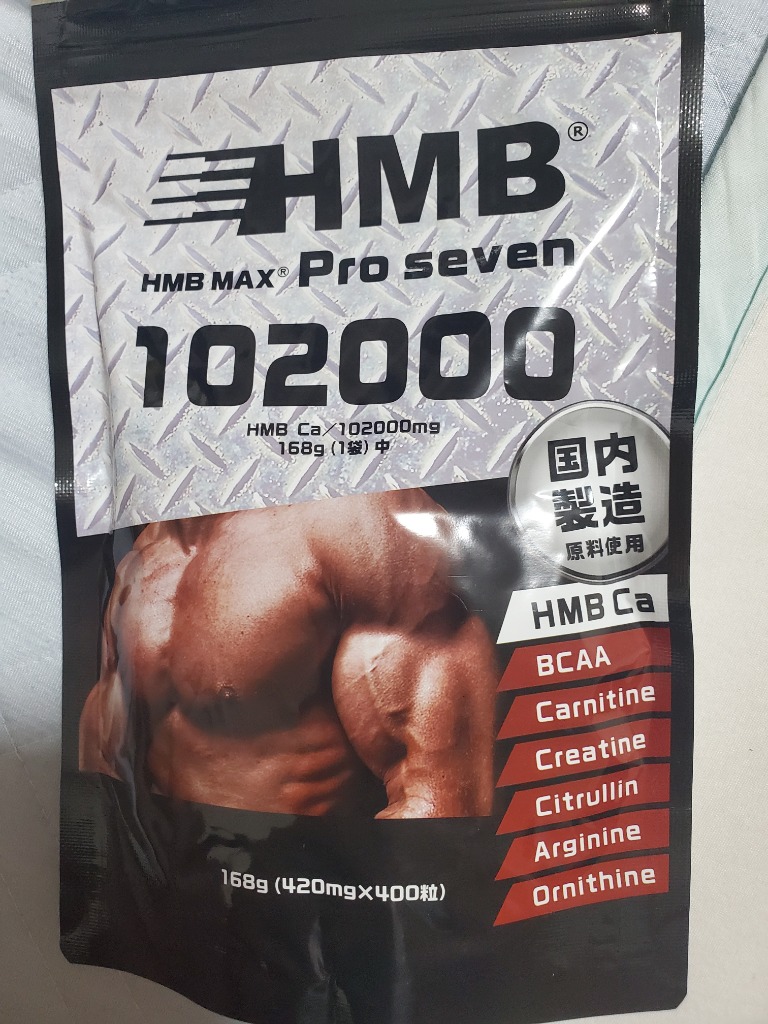 HMB®
HMB MAX® Pro seven
102000
HMB Ca/102000mg
168g (1袋) 中
国内
製造
原料使用
HMB Ca
BCAA
Carnitine
Creatine
Citrullin
Arginine
Ornithine
168g (420mg×400粒)